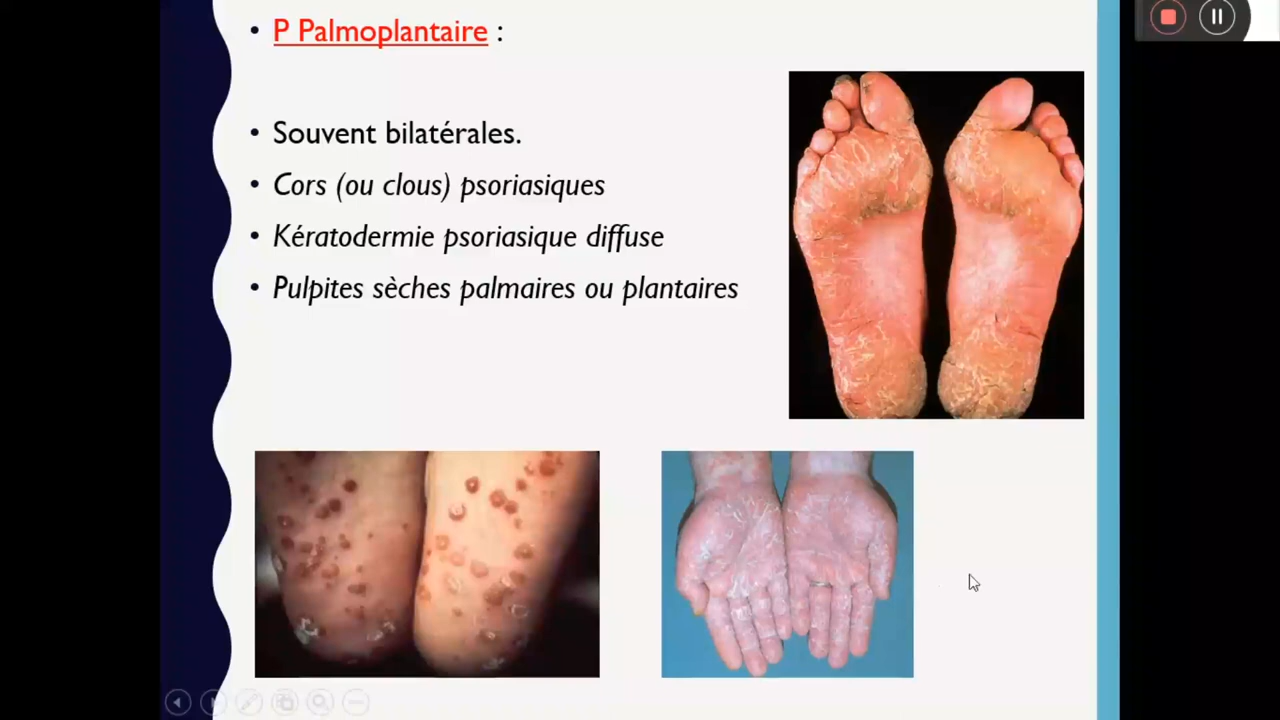 • P Palmoplantaire :
• Souvent bilatérales.
• Cors (ou clous) psoriasiques
• Kératodermie psoriasique diffuse
• Pulpites sèches palmaires ou plantaires